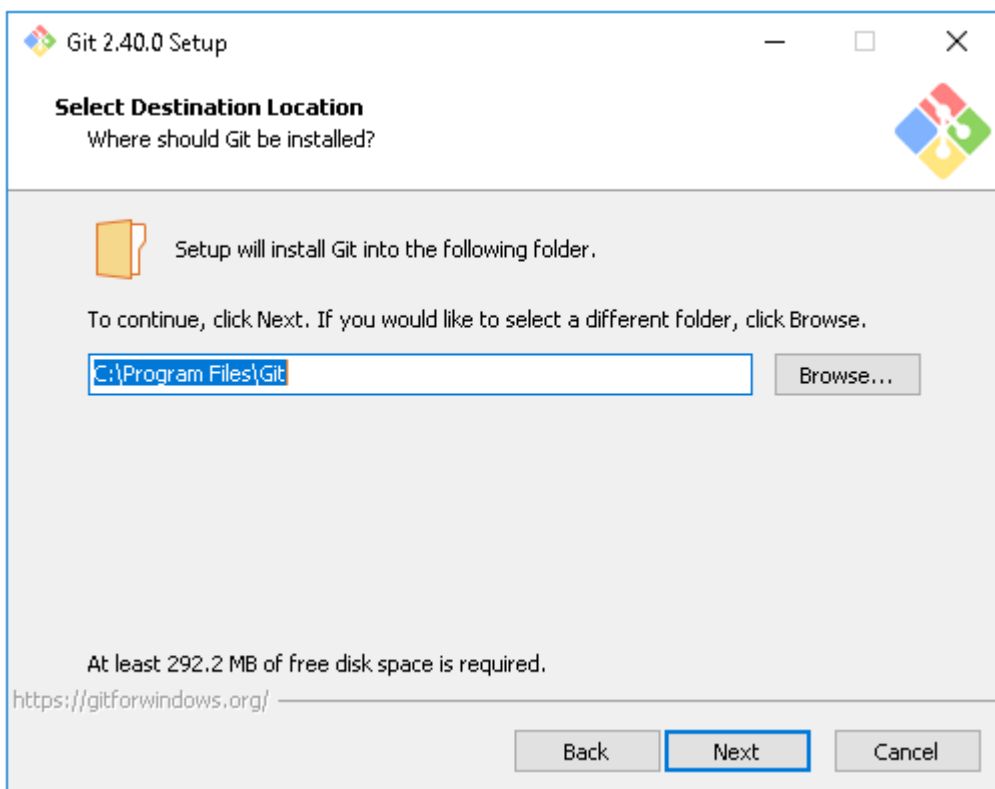 Git 2.40.0 Setup
Select Destination Location
Where should Git be installed?
Setup will install Git into the following folder.
To continue, click Next. If you would like to select a different folder, click Browse.
C:\Program Files\Git
Browse...
At least 292.2 MB of free disk space is required.
https://gitforwindows.org/
Back Next Cancel